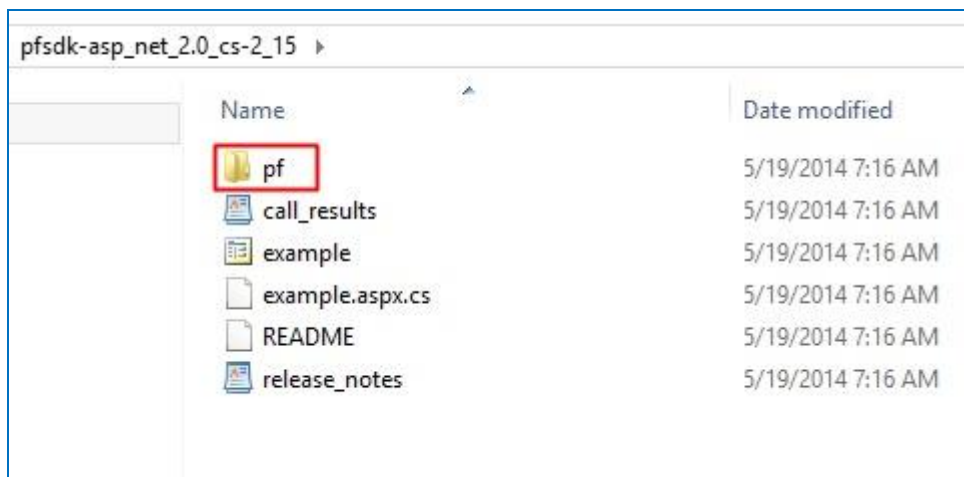 pfsdk-asp_net_2.0_cs-2_15
Name Date modified
pf 5/19/2014 7:16 AM
call_results 5/19/2014 7:16 AM
example 5/19/2014 7:16 AM
example.aspx.cs 5/19/2014 7:16 AM
README 5/19/2014 7:16 AM
release_notes 5/19/2014 7:16 AM